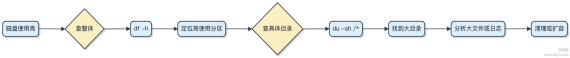 磁盘使用高
查整体
df -h
定位高使用分区
查具体目录
du -sh /*
找到大目录
分析大文件或日志
清理或扩容